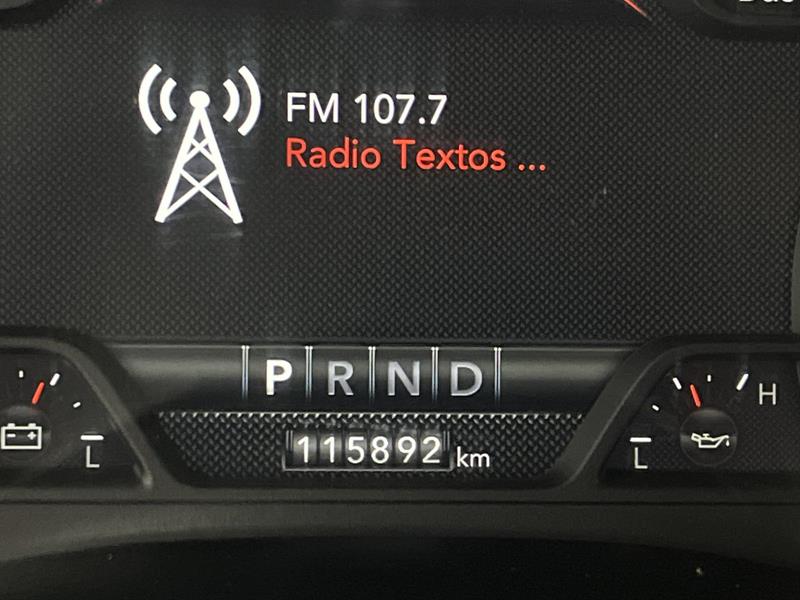 FM 107.7
Radio Textos ...
P R N D
115892 km
L
L
H